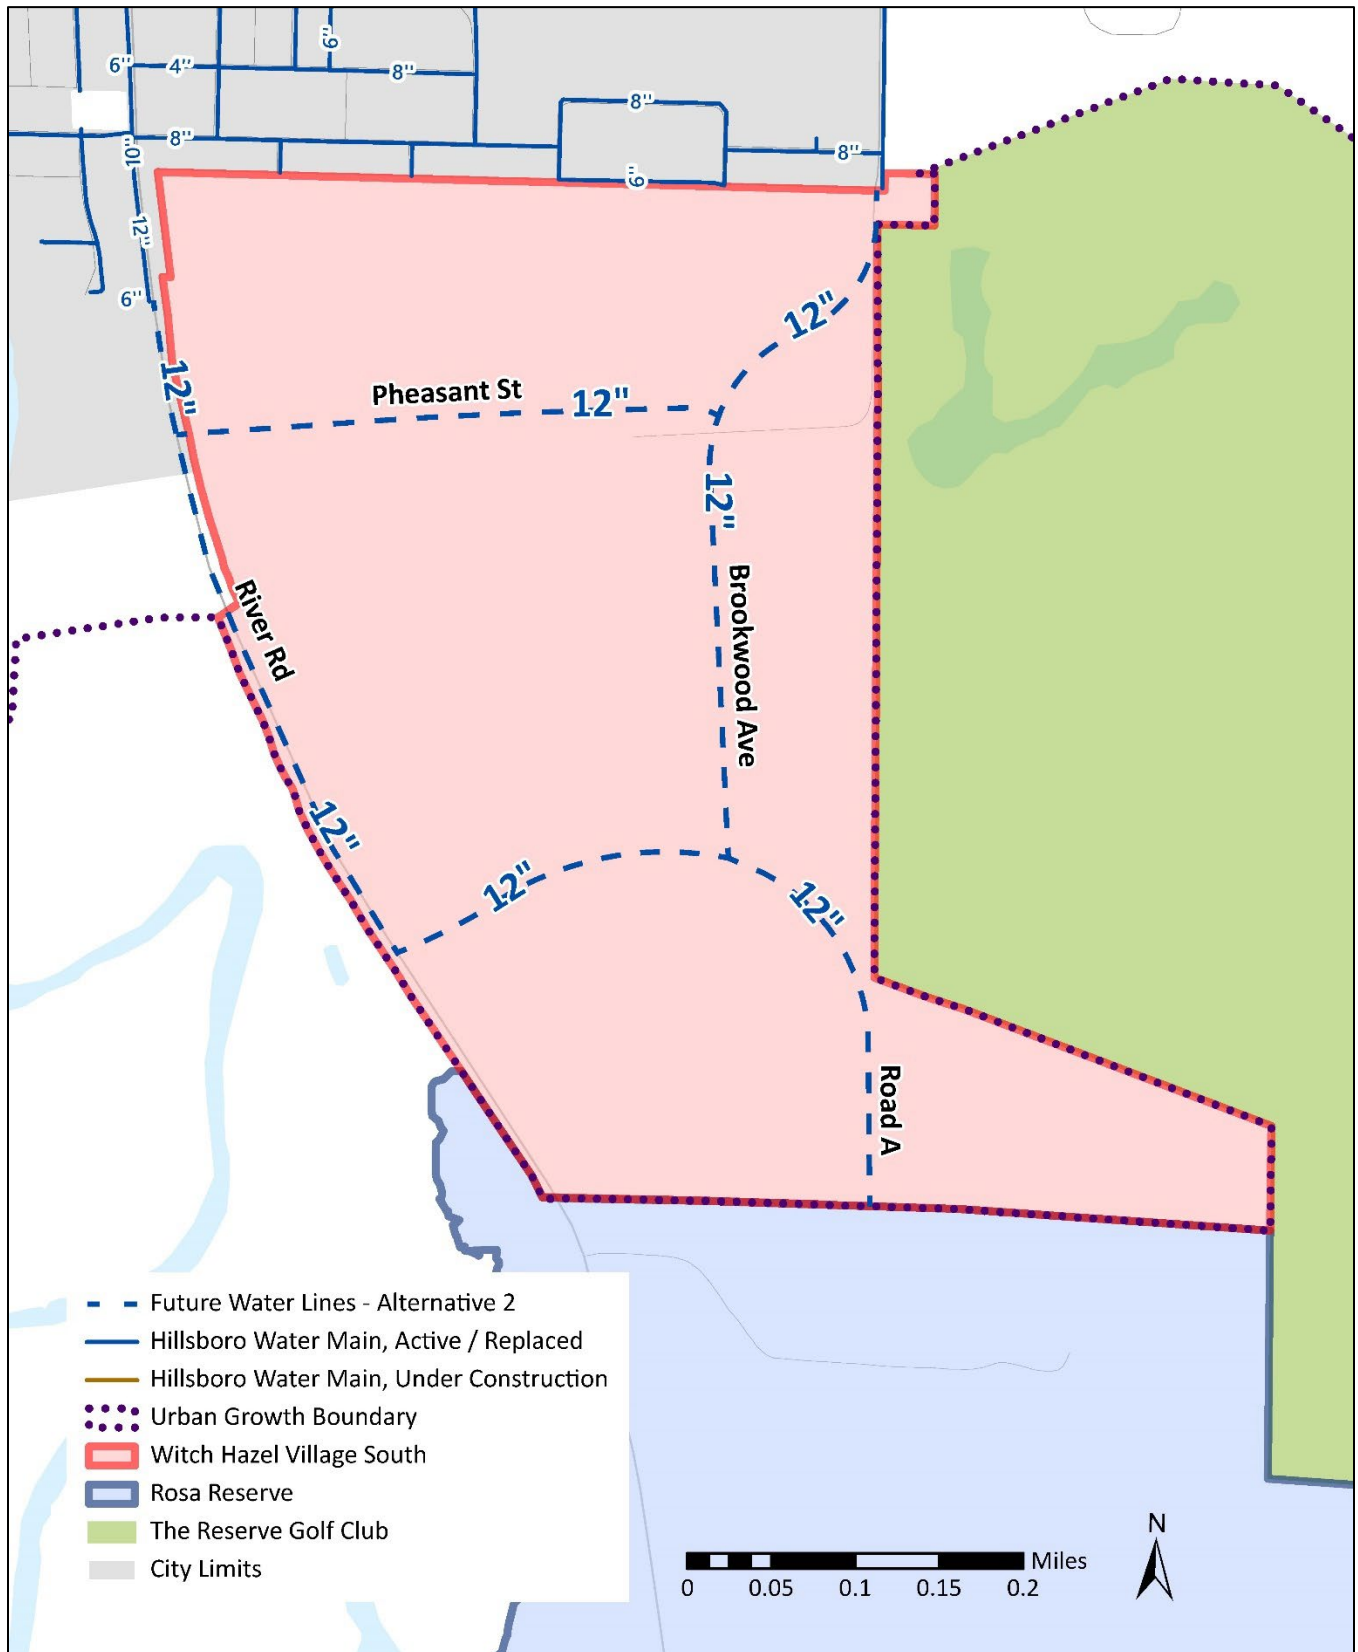 6"
6"
4"
8"
8"
10"
8"
8"
6"
12"
6"
12"
12"
Pheasant St
12"
12"
River Rd
Brookwood Ave
12"
12"
12"
Road A
Future Water Lines - Alternative 2
Hillsboro Water Main, Active / Replaced
Hillsboro Water Main, Under Construction
Urban Growth Boundary
Witch Hazel Village South
Rosa Reserve
The Reserve Golf Club
City Limits
N
Miles
0 0.05 0.1 0.15 0.2